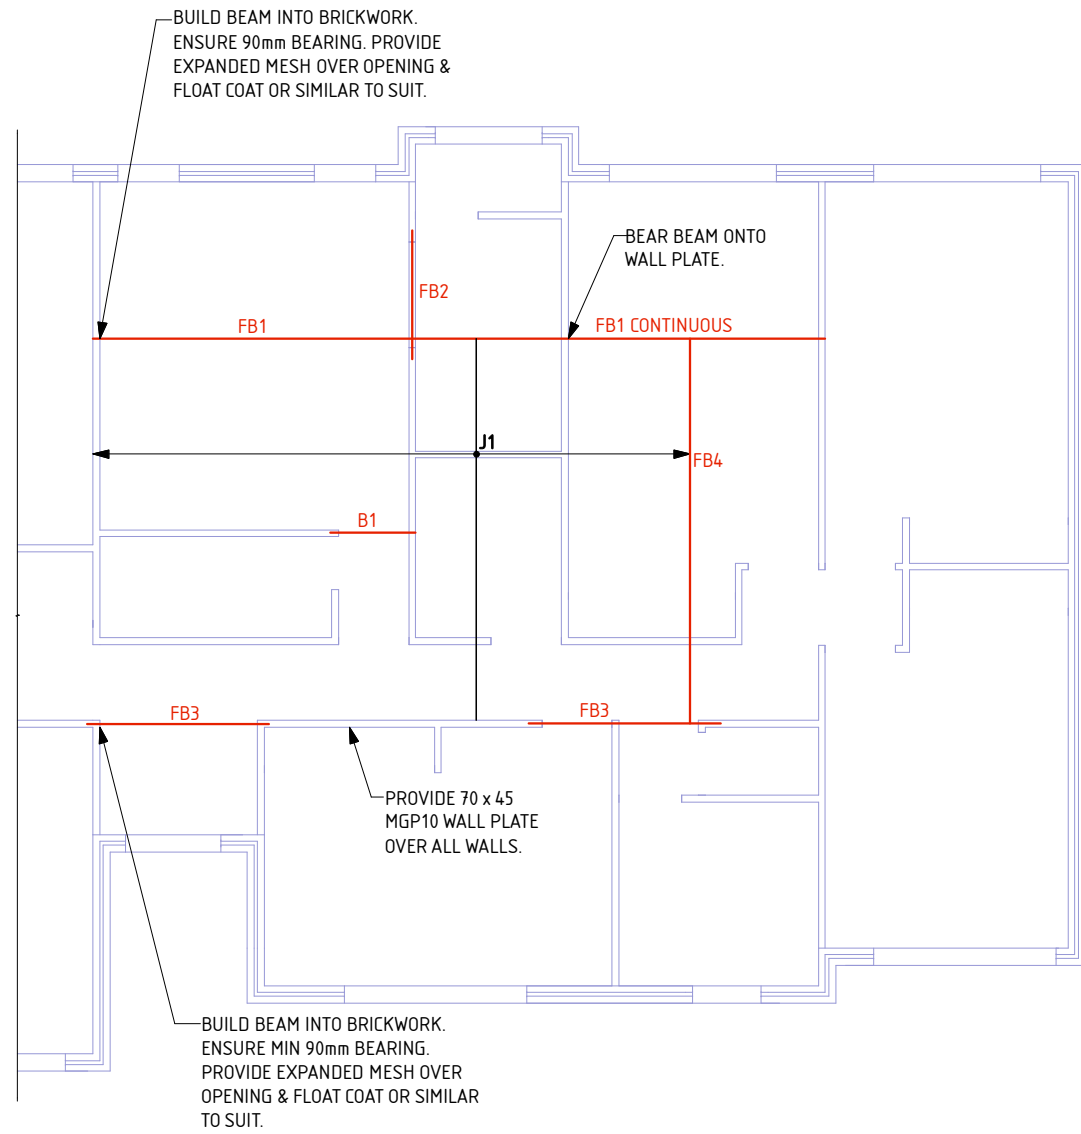 BUILD BEAM INTO BRICKWORK.
ENSURE 90mm BEARING. PROVIDE
EXPANDED MESH OVER OPENING &
FLOAT COAT OR SIMILAR TO SUIT.
BEAR BEAM ONTO
WALL PLATE.
FB2
FB1
FB1 CONTINUOUS
J1
FB4
B1
FB3
FB3
PROVIDE 70 x 45
MGP10 WALL PLATE
OVER ALL WALLS.
BUILD BEAM INTO BRICKWORK.
ENSURE MIN 90mm BEARING.
PROVIDE EXPANDED MESH OVER
OPENING & FLOAT COAT OR SIMILAR
TO SUIT.